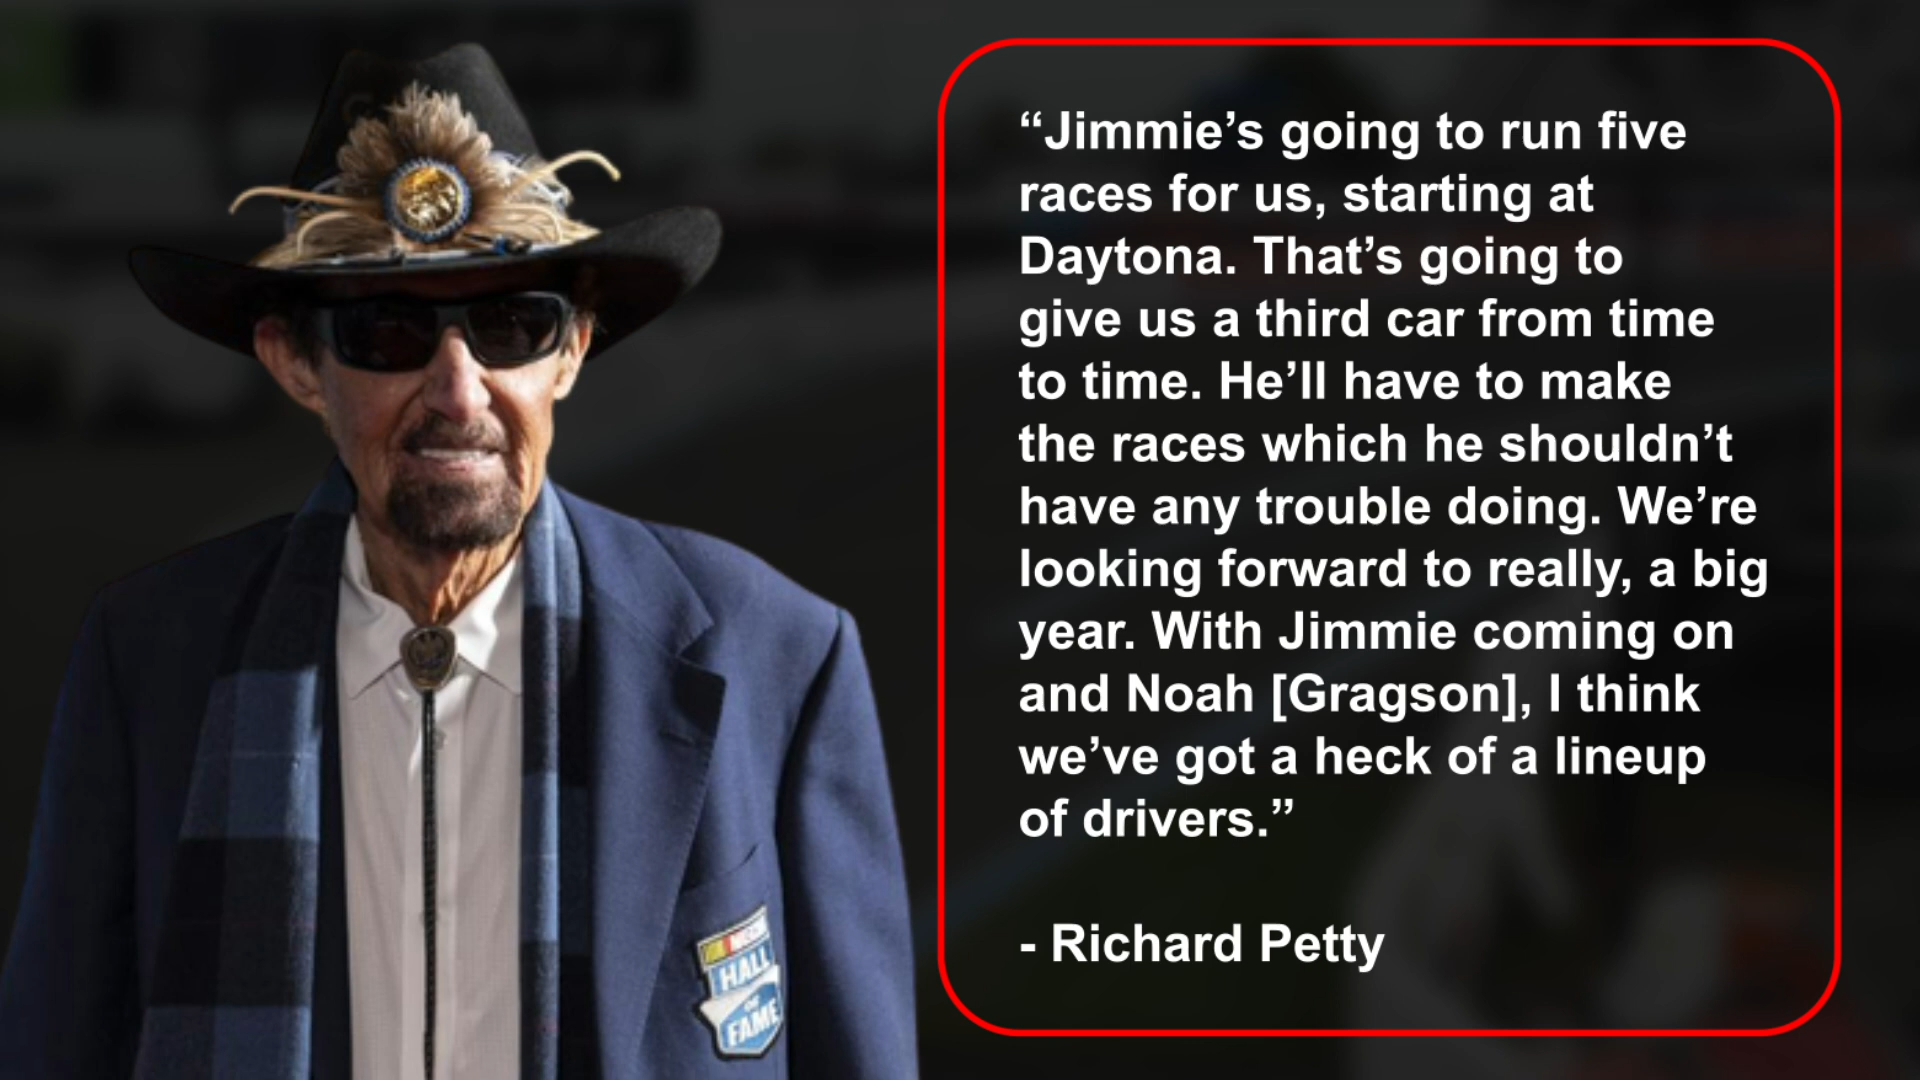 “Jimmie’s going to run five
races for us, starting at
Daytona. That’s going to
give us a third car from time
to time. He’ll have to make
the races which he shouldn’t
have any trouble doing. We’re
looking forward to really, a big
year. With Jimmie coming on
and Noah [Gragson], I think
we’ve got a heck of a lineup
of drivers.”
- Richard Petty
NASCAR
HALL
OF
FAME